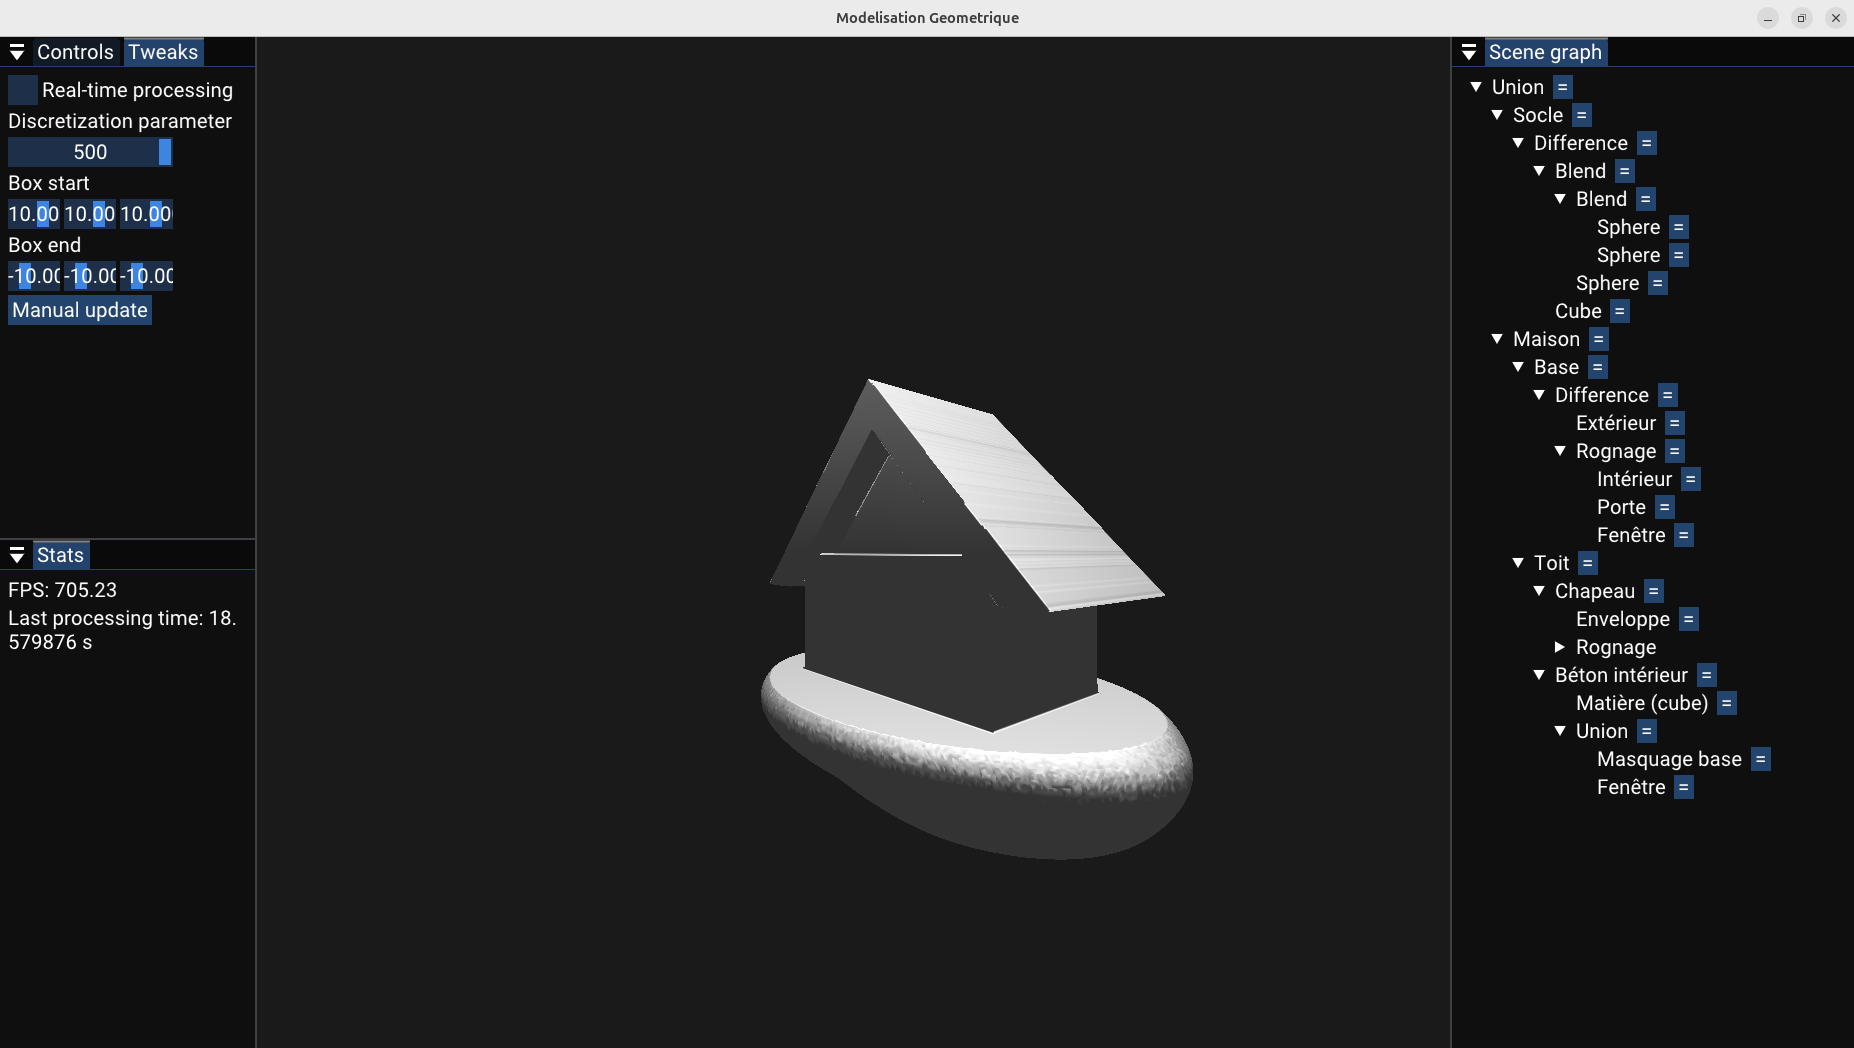 Modelisation Geometrique
Controls Tweaks
Real-time processing
Discretization parameter
500
Box start
10.00 10.00 10.00
Box end
-10.00 -10.00 -10.00
Manual update
Stats
FPS: 705.23
Last processing time: 18.
579876 s
Scene graph
Union =
Socle =
Difference =
Blend =
Blend =
Sphere =
Sphere =
Sphere =
Cube =
Maison =
Base =
Difference =
Extérieur =
Rognage =
Intérieur =
Porte =
Fenêtre =
Toit =
Chapeau =
Enveloppe =
Rognage
Béton intérieur =
Matière (cube) =
Union =
Masquage base =
Fenêtre =